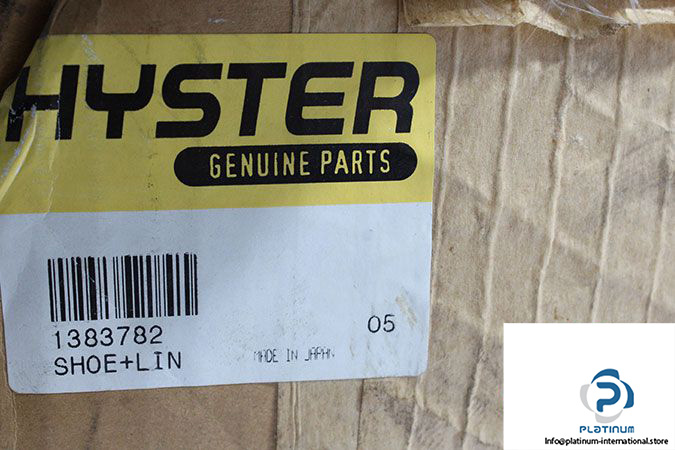 HYSTER
GENUINE PARTS
1383782
SHOE+LIN
MADE IN JAPAN
05
P
PLATINUM
Info@platinum-international.store